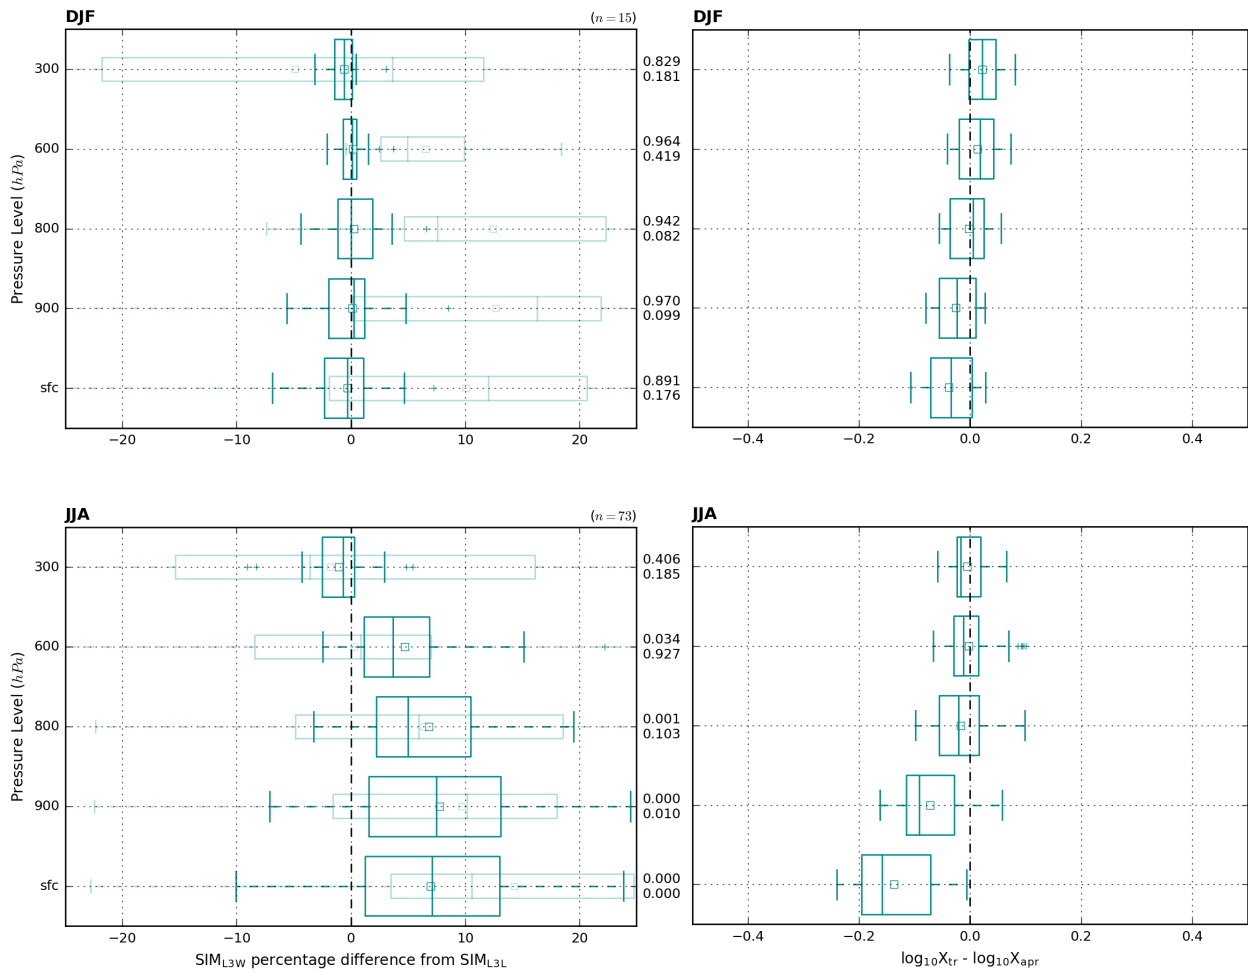 DJF
(n = 15)
DJF
300
0.829
0.181
600
0.964
0.419
800
0.942
0.082
900
0.970
0.099
sfc
0.891
0.176
Pressure Level (hPa)
−20 −10 0 10 20
−0.4 −0.2 0.0 0.2 0.4
JJA
(n = 73)
JJA
300
0.406
0.185
600
0.034
0.927
800
0.001
0.103
900
0.000
0.010
sfc
0.000
0.000
Pressure Level (hPa)
−20 −10 0 10 20
−0.4 −0.2 0.0 0.2 0.4
SIM_L3W percentage difference from SIM_L3L
log₁₀X_tr - log₁₀X_apr